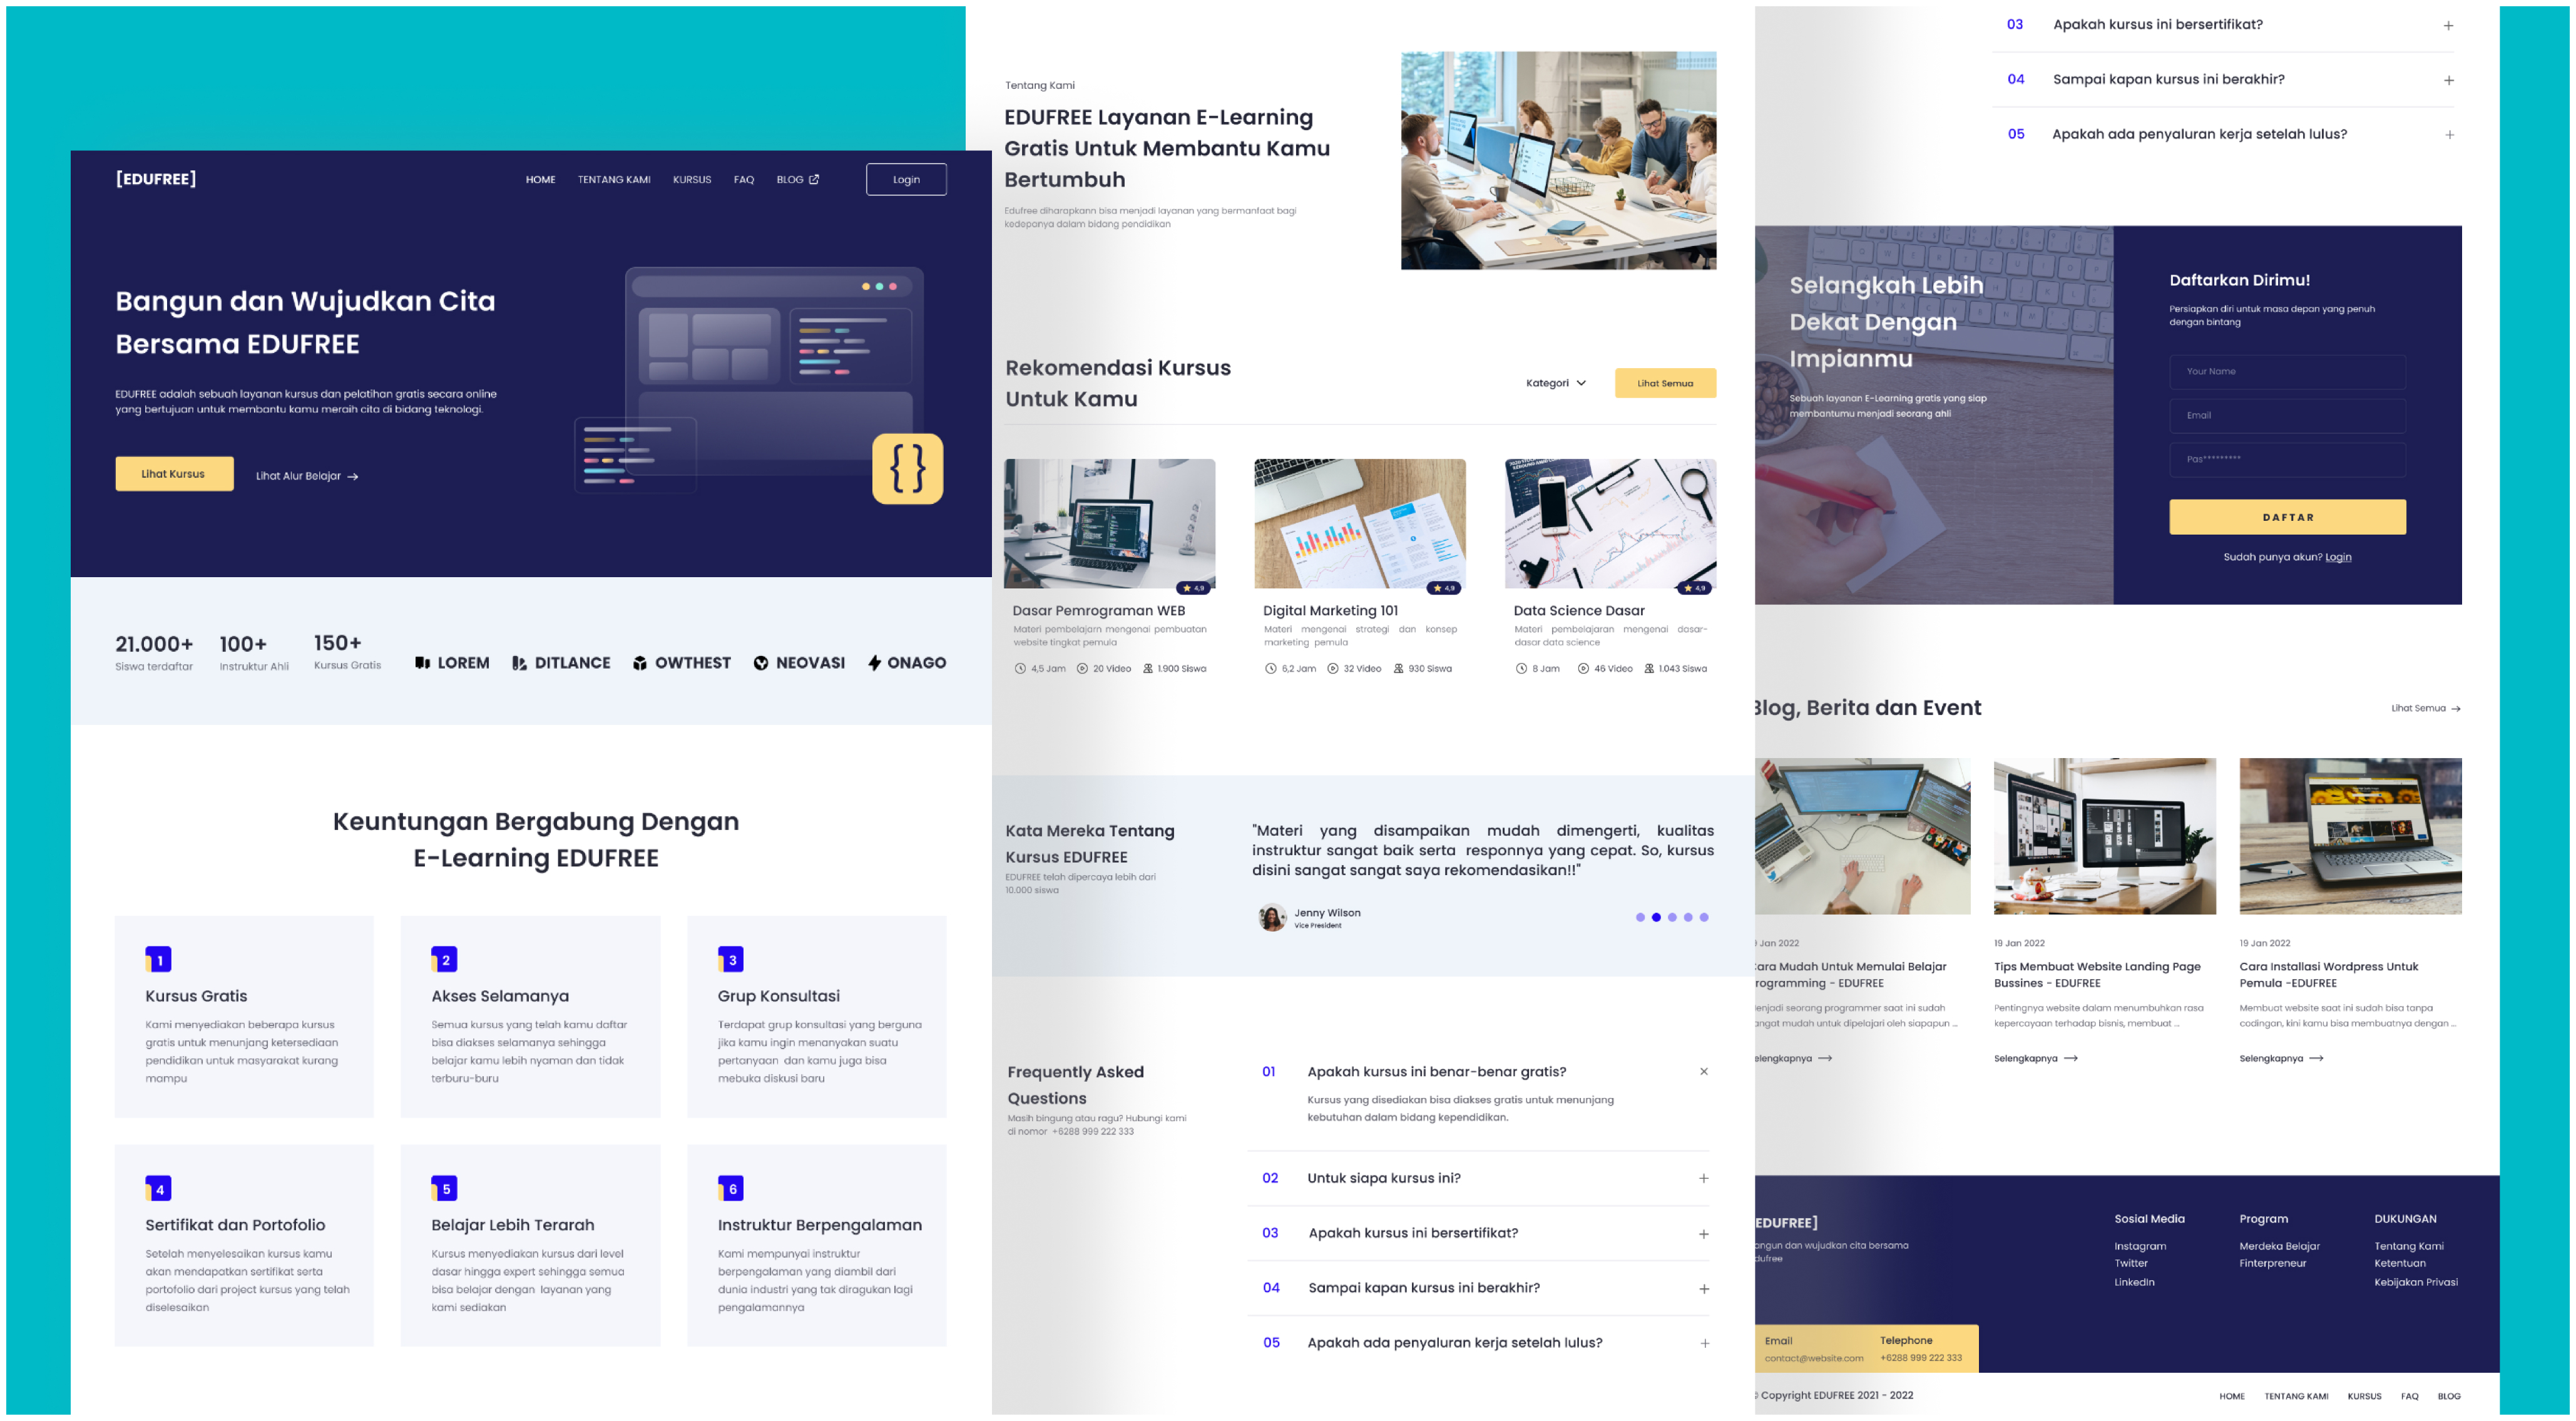 [EDUFREE]
HOME TENTANG KAMI KURSUS FAQ BLOG Login
Bangun dan Wujudkan Cita
Bersama EDUFREE
EDUFREE adalah sebuah layanan kursus dan pelatihan gratis secara online
yang bertujuan untuk membantu kamu meraih cita di bidang teknologi.
Lihat Kursus Lihat Alur Belajar →
{}
21.000+ 100+ 150+
Siswa terdaftar Instruktur Ahli Kursus Gratis
LOREM DITLANCE OWTHEST NEOVASI ONAGO
Keuntungan Bergabung Dengan
E-Learning EDUFREE
1
Kursus Gratis
Kami menyediakan beberapa kursus
gratis untuk menunjang ketersediaan
pendidikan untuk masyarakat kurang
mampu
2
Akses Selamanya
Semua kursus yang telah kamu daftar
bisa diakses selamanya sehingga
belajar kamu lebih nyaman dan tidak
terburu-buru
3
Grup Konsultasi
Terdapat grup konsultasi yang berguna
jika kamu ingin menanyakan suatu
pertanyaan dan kamu juga bisa
mebuka diskusi baru
4
Sertifikat dan Portofolio
Setelah menyelesaikan kursus kamu
akan mendapatkan sertifikat serta
portofolio dari project kursus yang telah
diselesaikan
5
Belajar Lebih Terarah
Kursus menyediakan kursus dari level
dasar hingga expert sehingga semua
bisa belajar dengan layanan yang
kami sediakan
6
Instruktur Berpengalaman
Kami mempunyai instruktur
berpengalaman yang diambil dari
dunia industri yang tak diragukan lagi
pengalamannya
Tentang Kami
EDUFREE Layanan E-Learning
Gratis Untuk Membantu Kamu
Bertumbuh
Edufree diharapkann bisa menjadi layanan yang bermanfaat bagi
kedepanya dalam bidang pendidikan
Rekomendasi Kursus
Untuk Kamu
Kategori Lihat Semua
4,9
Dasar Pemrograman WEB
Materi pembelajarn mengenai pembuatan
website tingkat pemula
4,5 Jam 20 Video 1.900 Siswa
4,9
Digital Marketing 101
Materi mengenai strategi dan konsep
marketing pemula
6,2 Jam 32 Video 930 Siswa
4,9
Data Science Dasar
Materi pembelajaran mengenai dasar-
dasar data science
8 Jam 46 Video 1.043 Siswa
Kata Mereka Tentang
Kursus EDUFREE
EDUFREE telah dipercaya lebih dari
10.000 siswa
"Materi yang disampaikan mudah dimengerti, kualitas
instruktur sangat baik serta responnya yang cepat. So, kursus
disini sangat sangat saya rekomendasikan!!"
Jenny Wilson
Vice President
Frequently Asked
Questions
Masih bingung atau ragu? Hubungi kami
di nomor +6288 999 222 333
01 Apakah kursus ini benar-benar gratis? ×
Kursus yang disediakan bisa diakses gratis untuk menunjang
kebutuhan dalam bidang kependidikan.
02 Untuk siapa kursus ini? +
03 Apakah kursus ini bersertifikat? +
04 Sampai kapan kursus ini berakhir? +
05 Apakah ada penyaluran kerja setelah lulus? +
03 Apakah kursus ini bersertifikat? +
04 Sampai kapan kursus ini berakhir? +
05 Apakah ada penyaluran kerja setelah lulus? +
Selangkah Lebih
Dekat Dengan
Impianmu
Sebuah layanan E-Learning gratis yang siap
membantumu menjadi seorang ahli
Daftarkan Dirimu!
Persiapkan diri untuk masa depan yang penuh
dengan bintang
Your Name
Email
Pas*********
DAFTAR
Sudah punya akun? Login
Blog, Berita dan Event
Lihat Semua →
Jan 2022
ara Mudah Untuk Memulai Belajar
rogramming - EDUFREE
enjadi seorang programmer saat ini sudah
angat mudah untuk dipelajari oleh siapapun ...
elengkapnya →
19 Jan 2022
Tips Membuat Website Landing Page
Bussines - EDUFREE
Pentingnya website dalam menumbuhkan rasa
kepercayaan terhadap bisnis, membuat ...
Selengkapnya →
19 Jan 2022
Cara Installasi Wordpress Untuk
Pemula -EDUFREE
Membuat website saat ini sudah bisa tanpa
codingan, kini kamu bisa membuatnya dengan ...
Selengkapnya →
EDUFREE]
angun dan wujudkan cita bersama
dufree
Sosial Media
Instagram
Twitter
LinkedIn
Program
Merdeka Belajar
Finterpreneur
DUKUNGAN
Tentang Kami
Ketentuan
Kebijakan Privasi
Email Telephone
contact@website.com +6288 999 222 333
Copyright EDUFREE 2021 - 2022
HOME TENTANG KAMI KURSUS FAQ BLOG